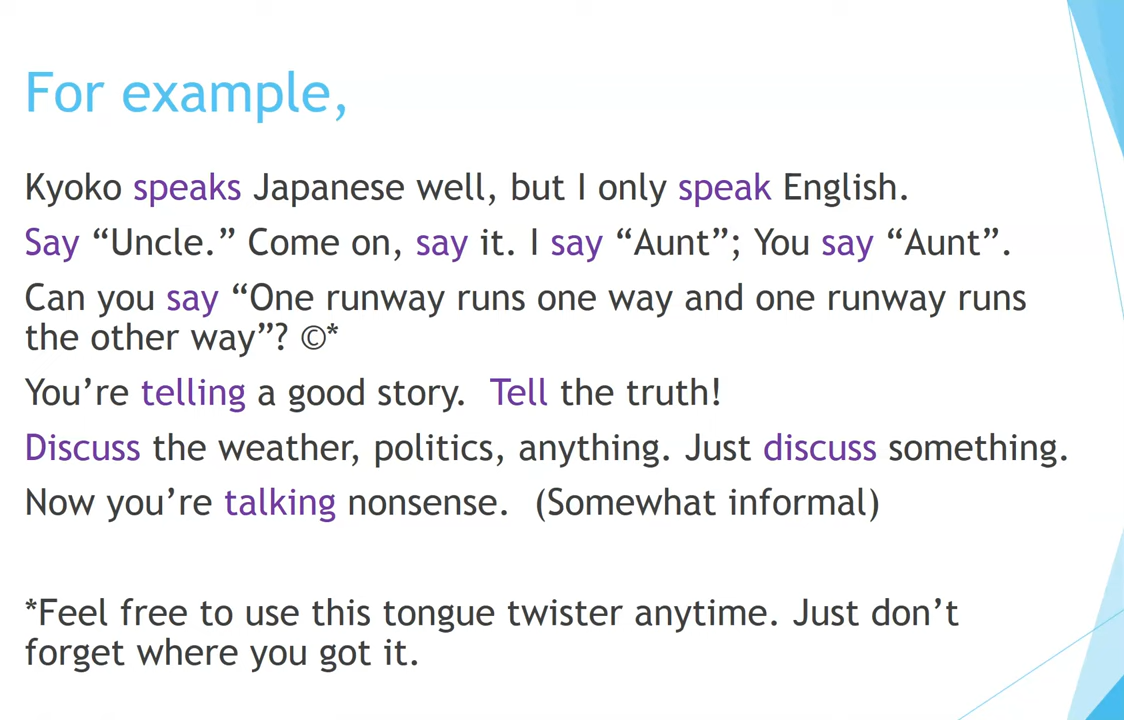 For example,
Kyoko speaks Japanese well, but I only speak English.
Say “Uncle.” Come on, say it. I say “Aunt”; You say “Aunt”.
Can you say “One runway runs one way and one runway runs
the other way”? ©*
You’re telling a good story.  Tell the truth!
Discuss the weather, politics, anything. Just discuss something.
Now you’re talking nonsense.  (Somewhat informal)
*Feel free to use this tongue twister anytime. Just don’t
forget where you got it.